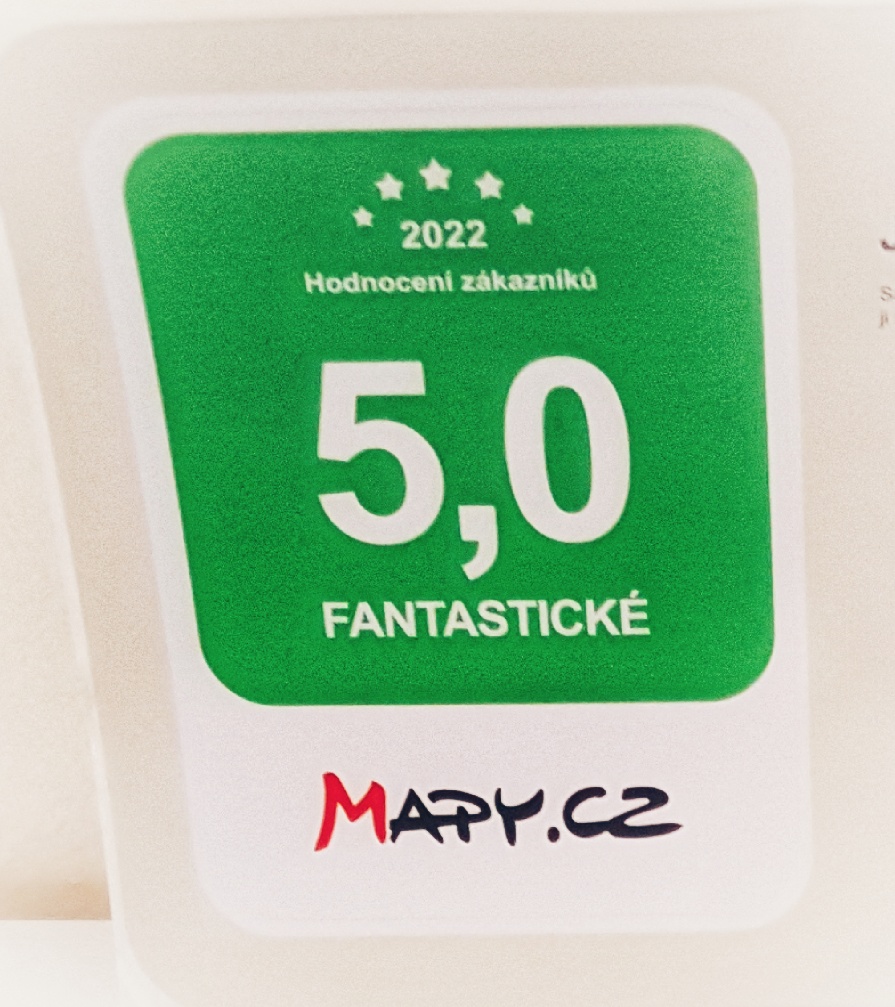 2022
Hodnocení zákazníků
5,0
FANTASTICKÉ
MAPY.CZ